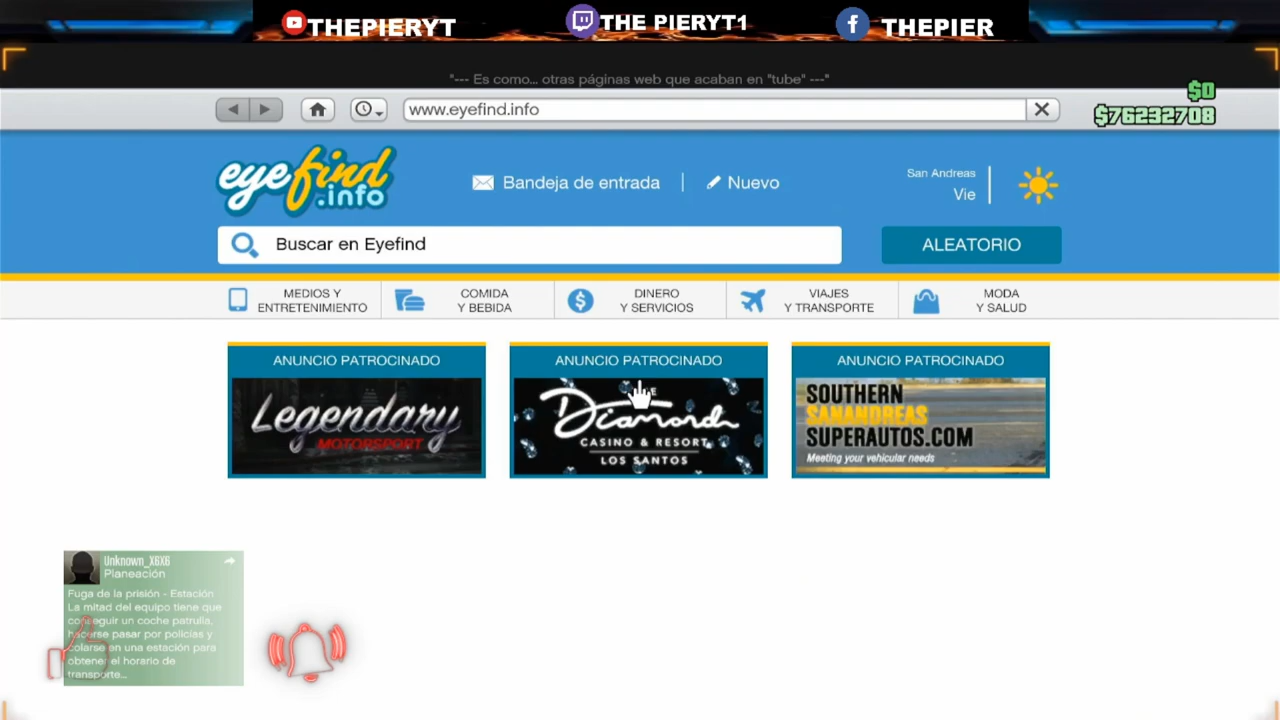 THEPIERYT
THE PIERYT1
THEPIER
"--- Es como... otras páginas web que acaban en "tube" ---"
$0
$76232708
www.eyefind.info
eyefind
.info
Bandeja de entrada
Nuevo
San Andreas
Vie
Buscar en Eyefind
ALEATORIO
MEDIOS Y
ENTRETENIMIENTO
COMIDA
Y BEBIDA
DINERO
Y SERVICIOS
VIAJES
Y TRANSPORTE
MODA
Y SALUD
ANUNCIO PATROCINADO
Legendary
MOTORSPORT
ANUNCIO PATROCINADO
Diamond
CASINO & RESORT
LOS SANTOS
ANUNCIO PATROCINADO
SOUTHERN
SANANDREAS
SUPERAUTOS.COM
Meeting your vehicular needs
Unknown_X6X6
Planeación
Fuga de la prisión - Estación
La mitad del equipo tiene que
conseguir un coche patrulla,
hacerse pasar por policías y
colarse en una estación para
obtener el horario de
transporte...